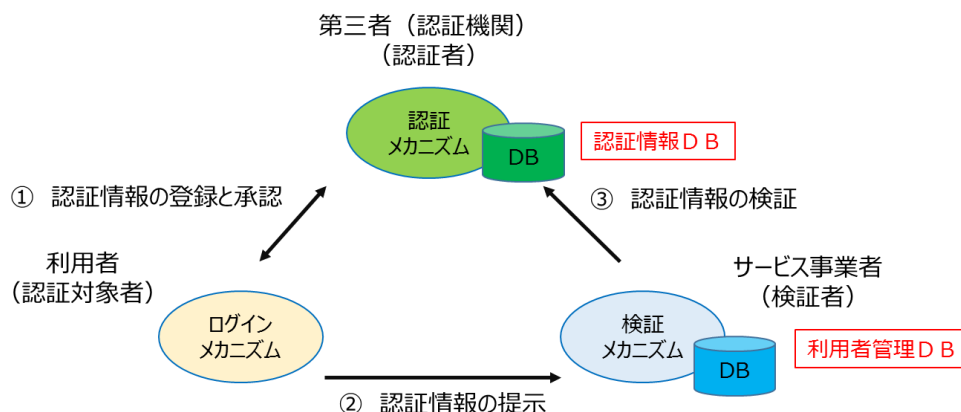 第三者（認証機関）
（認証者）
認証
メカニズム
DB
認証情報ＤＢ
① 認証情報の登録と承認
③ 認証情報の検証
利用者
（認証対象者）
サービス事業者
（検証者）
ログイン
メカニズム
検証
メカニズム
DB
利用者管理ＤＢ
② 認証情報の提示